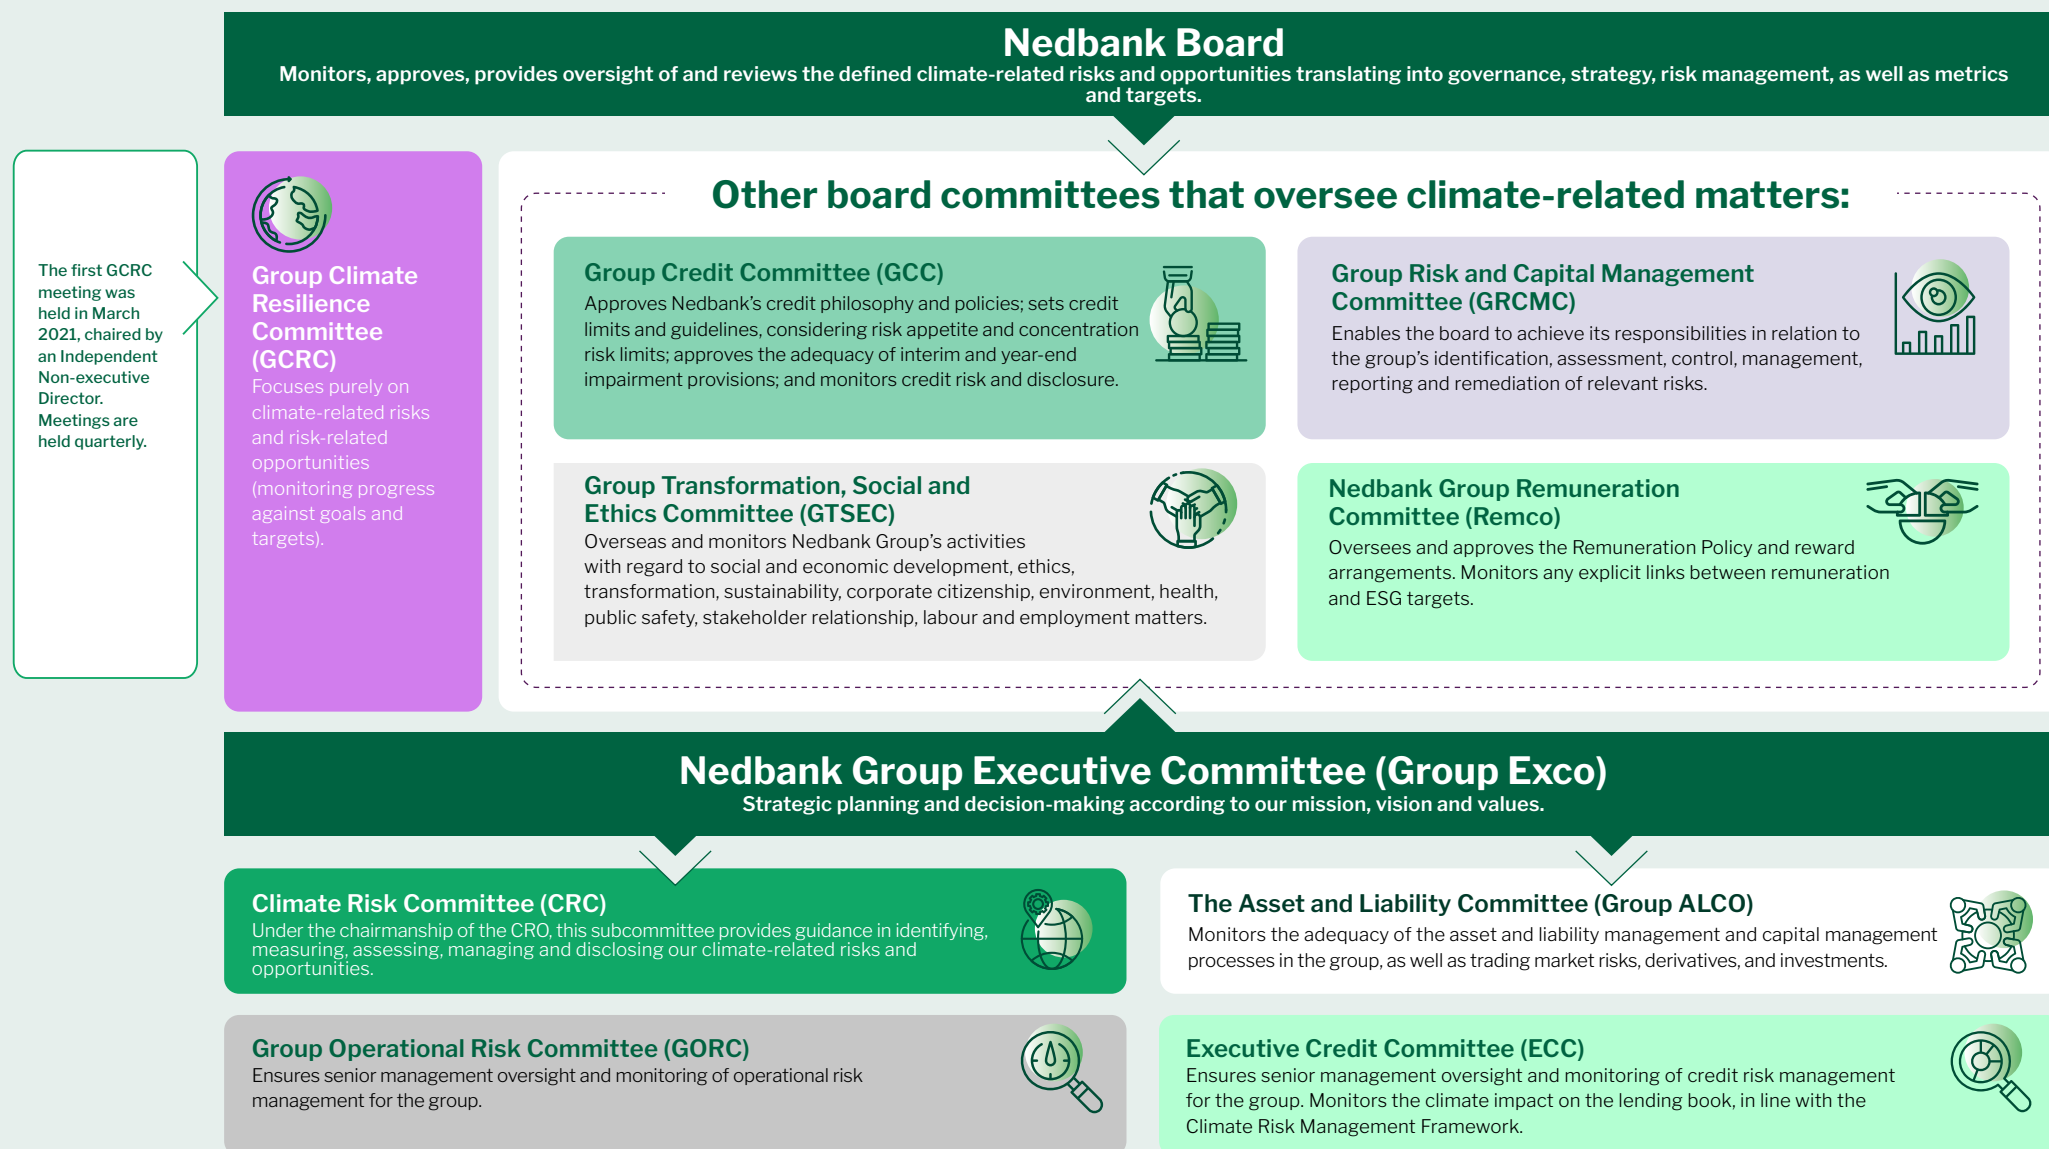 Nedbank Board
Monitors, approves, provides oversight of and reviews the defined climate-related risks and opportunities translating into governance, strategy, risk management, as well as metrics
and targets.
The first GCRC
meeting was
held in March
2021, chaired by
an Independent
Non-executive
Director.
Meetings are
held quarterly.
Group Climate
Resilience
Committee
(GCRC)
Focuses purely on
climate-related risks
and risk-related
opportunities
(monitoring progress
against goals and
targets).
Other board committees that oversee climate-related matters:
Group Credit Committee (GCC)
Approves Nedbank’s credit philosophy and policies; sets credit
limits and guidelines, considering risk appetite and concentration
risk limits; approves the adequacy of interim and year-end
impairment provisions; and monitors credit risk and disclosure.
Group Risk and Capital Management
Committee (GRCMC)
Enables the board to achieve its responsibilities in relation to
the group’s identification, assessment, control, management,
reporting and remediation of relevant risks.
Group Transformation, Social and
Ethics Committee (GTSEC)
Overseas and monitors Nedbank Group’s activities
with regard to social and economic development, ethics,
transformation, sustainability, corporate citizenship, environment, health,
public safety, stakeholder relationship, labour and employment matters.
Nedbank Group Remuneration
Committee (Remco)
Oversees and approves the Remuneration Policy and reward
arrangements. Monitors any explicit links between remuneration
and ESG targets.
Nedbank Group Executive Committee (Group Exco)
Strategic planning and decision-making according to our mission, vision and values.
Climate Risk Committee (CRC)
Under the chairmanship of the CRO, this subcommittee provides guidance in identifying,
measuring, assessing, managing and disclosing our climate-related risks and
opportunities.
The Asset and Liability Committee (Group ALCO)
Monitors the adequacy of the asset and liability management and capital management
processes in the group, as well as trading market risks, derivatives, and investments.
Group Operational Risk Committee (GORC)
Ensures senior management oversight and monitoring of operational risk
management for the group.
Executive Credit Committee (ECC)
Ensures senior management oversight and monitoring of credit risk management
for the group. Monitors the climate impact on the lending book, in line with the
Climate Risk Management Framework.